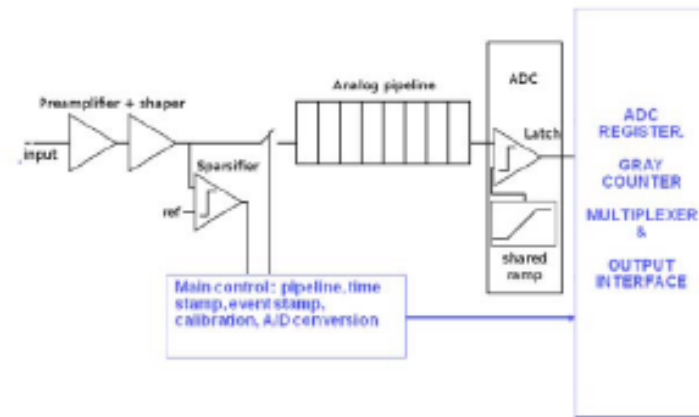 Preamplifier + shaper
input
Sparsifier
ref
Analog pipeline
ADC
Latch
shared
ramp
Main control: pipeline, time
stamp, event stamp,
calibration, A/D conversion
ADC
REGISTER.
GRAY
COUNTER
MULTIPLEXER
&
OUTPUT
INTERFACE